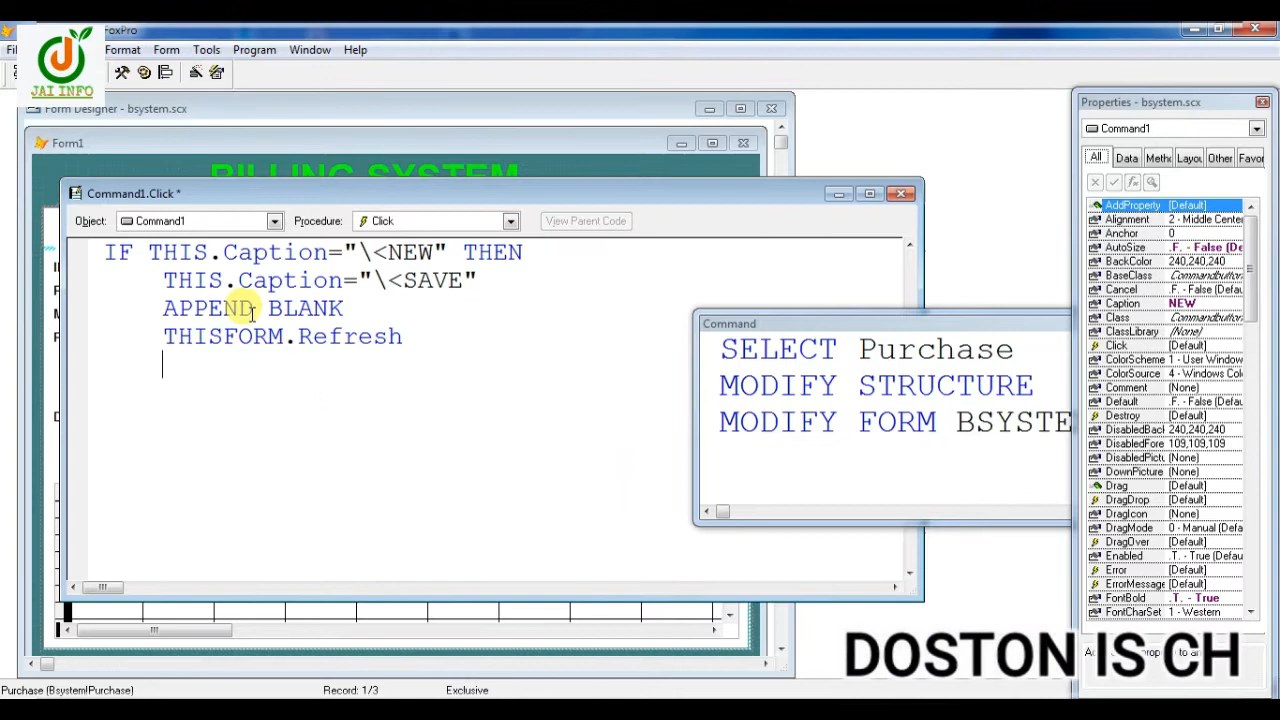 FoxPro
Format Form Tools Program Window Help
JAI INFO
Form Designer - bsystem.scx
Form1
BILLING SYSTEM
Command1.Click *
Object: Command1 Procedure: Click View Parent Code
IF THIS.Caption="\<NEW" THEN
THIS.Caption="\<SAVE"
APPEND BLANK
THISFORM.Refresh
Command
SELECT Purchase
MODIFY STRUCTURE
MODIFY FORM BSYSTE
Properties - bsystem.scx
Command1
All Data Meth Layou Other Favor
AddProperty [Default]
Alignment 2 - Middle Center
Anchor 0
AutoSize .F. - False (De
BackColor 240,240,240
BaseClass Commandbutton
Cancel .F. - False (Defa
Caption NEW
Class Commandbutton
ClassLibrary (None)
Click [Default]
ColorScheme 1 - User Window
ColorSource 4 - Windows Col
Comment (None)
Default .F. - False (Defa
Destroy [Default]
DisabledBack 240,240,240
DisabledFore 109,109,109
DisabledPictu (None)
DownPicture (None)
Drag [Default]
DragDrop [Default]
DragIcon (None)
DragMode 0 - Manual (Defa
DragOver [Default]
Enabled .T. - True (Defa
Error [Default]
ErrorMessage [Default]
FontBold .T. - True
FontCharSet 1 - Western
DOSTON IS CH
Purchase (Bsystem!Purchase) Record: 1/3 Exclusive